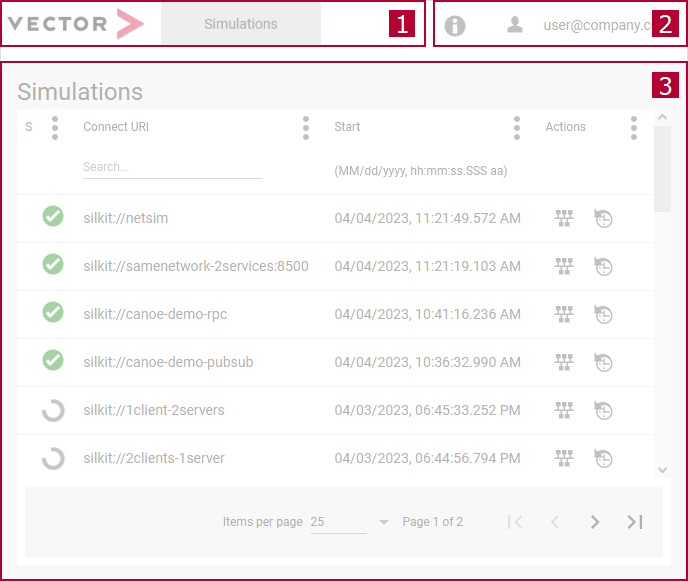 VECTOR Simulations 1 user@company.c 2
3
Simulations
S Connect URI Start Actions
Search... (MM/dd/yyyy, hh:mm:ss.SSS aa)
silkit://netsim 04/04/2023, 11:21:49.572 AM
silkit://samenetwork-2services:8500 04/04/2023, 11:21:19.103 AM
silkit://canoe-demo-rpc 04/04/2023, 10:41:16.236 AM
silkit://canoe-demo-pubsub 04/04/2023, 10:36:32.990 AM
silkit://1client-2servers 04/03/2023, 06:45:33.252 PM
silkit://2clients-1server 04/03/2023, 06:44:56.794 PM
Items per page 25 Page 1 of 2